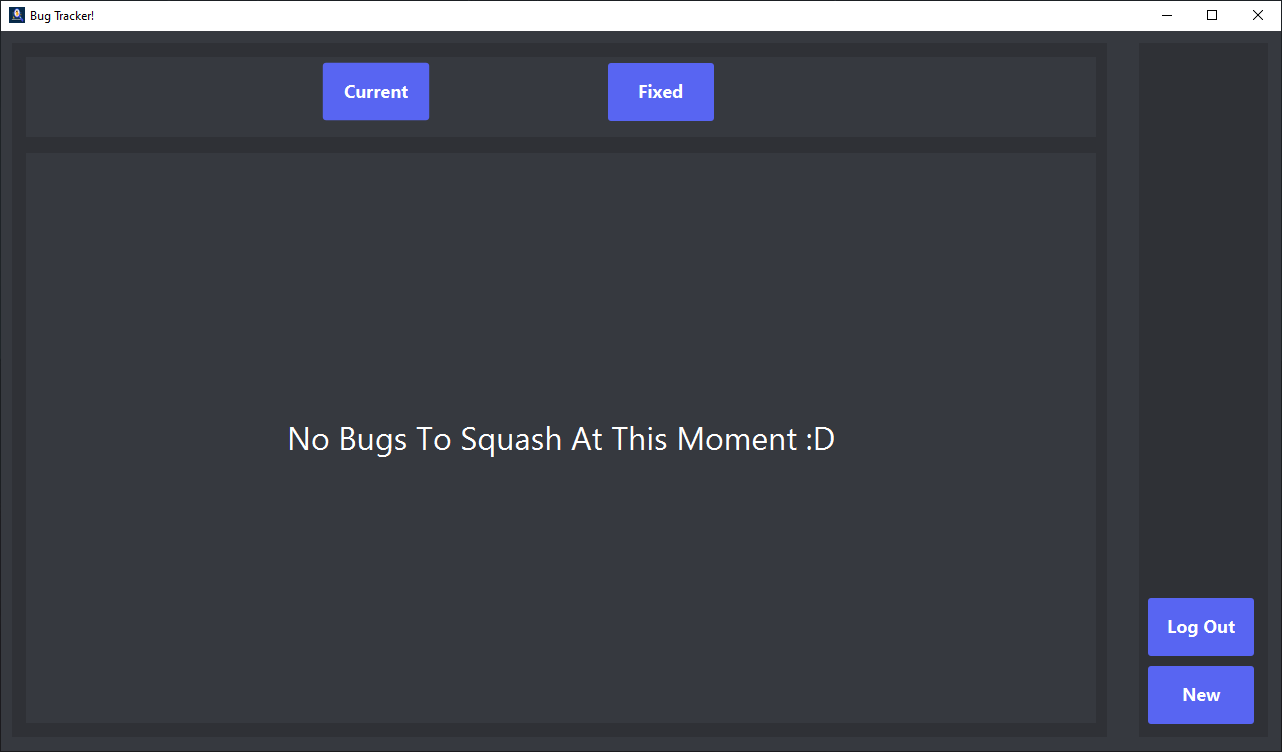 Bug Tracker!
Current
Fixed
No Bugs To Squash At This Moment :D
Log Out
New